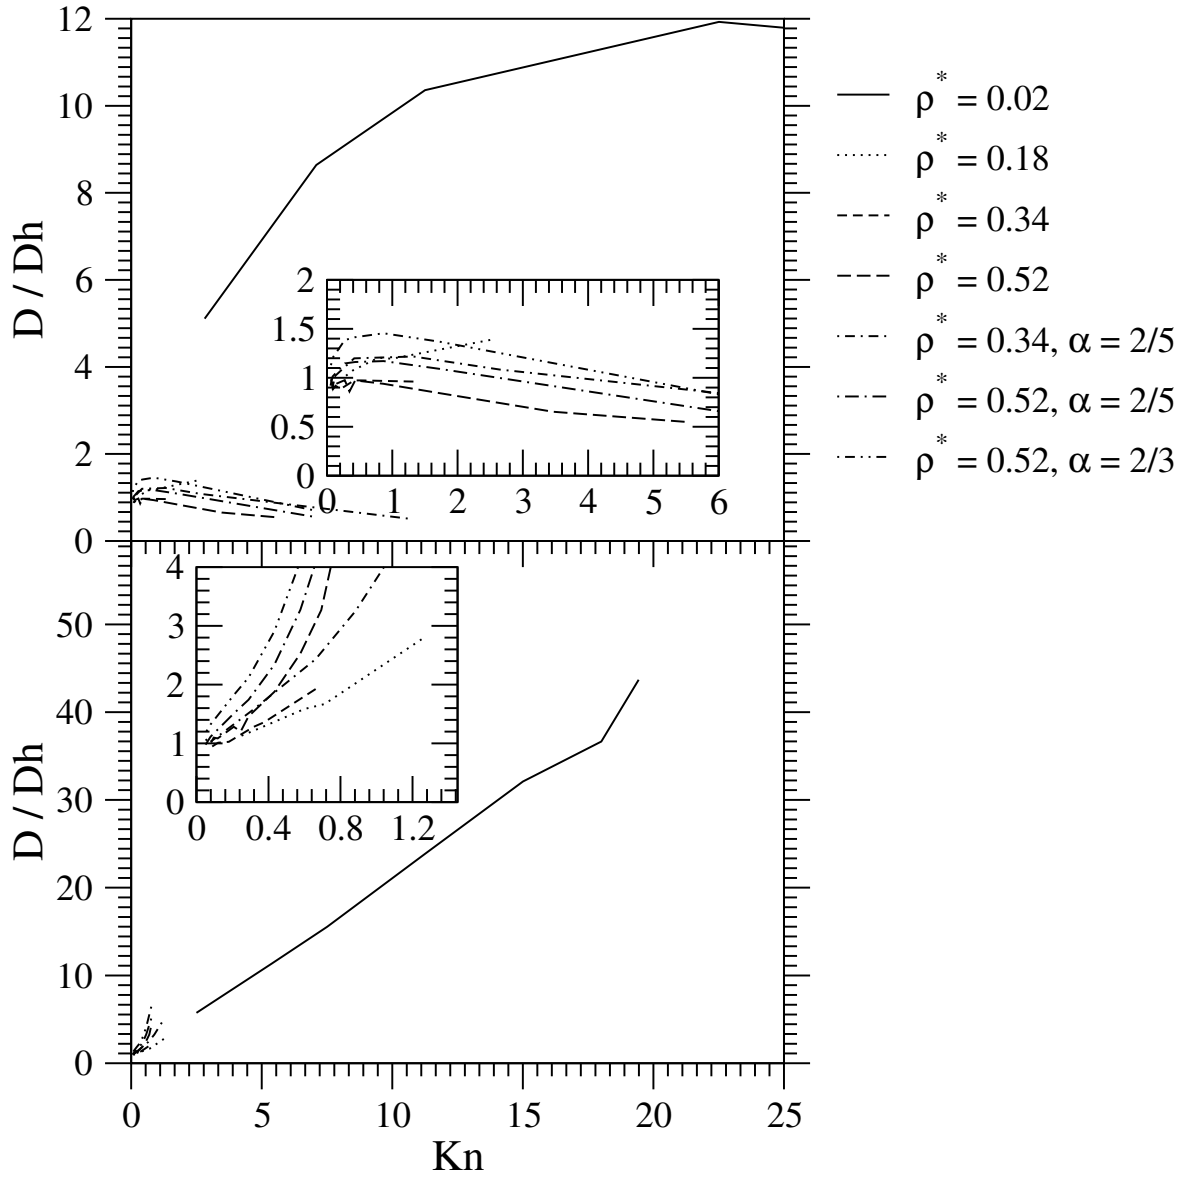 12
10
8
6
4
2
0
D / Dh
2
1.5
1
0.5
0
0 1 2 3 4 5 6
ρ* = 0.02
ρ* = 0.18
ρ* = 0.34
ρ* = 0.52
ρ* = 0.34, α = 2/5
ρ* = 0.52, α = 2/5
ρ* = 0.52, α = 2/3
50
40
30
20
10
0
D / Dh
4
3
2
1
0
0 0.4 0.8 1.2
0 5 10 15 20 25
Kn